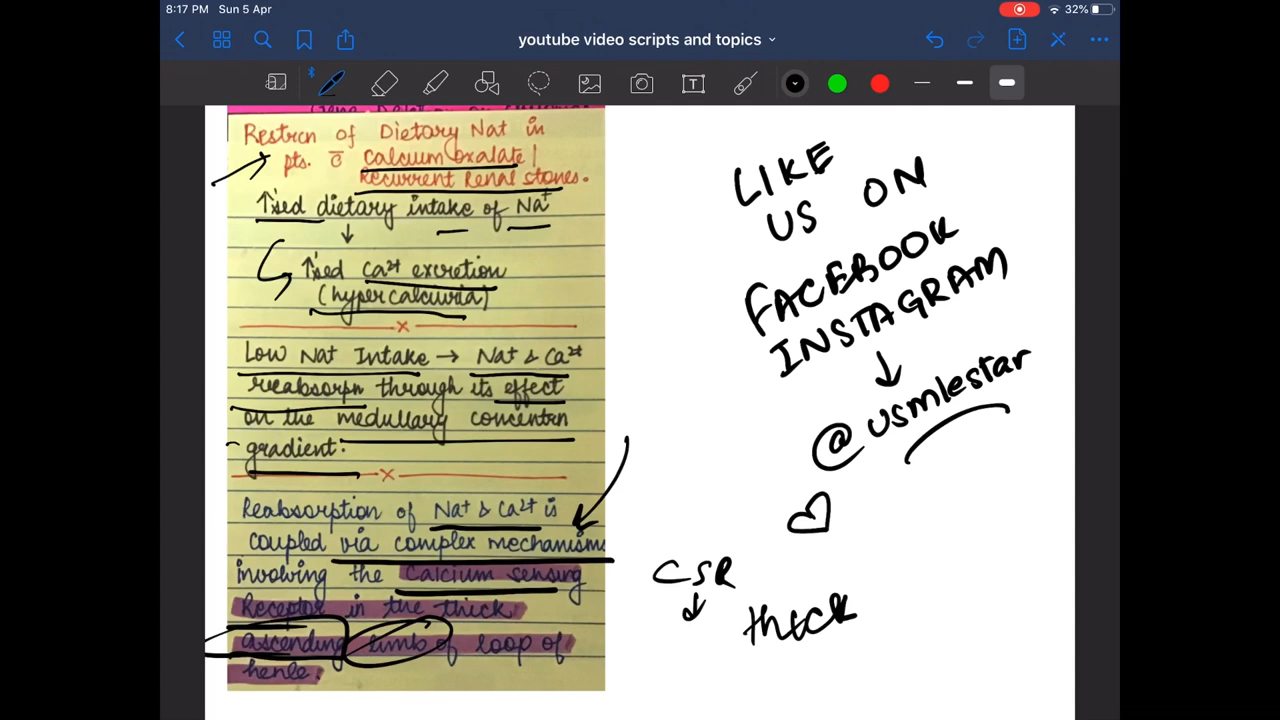 8:17 PM Sun 5 Apr
32%
youtube video scripts and topics
Restrcn of Dietary Na+ in
pts. c̄ calcium oxalate /
recurrent renal stones.
↑'sed dietary intake of Na+
↓
↑'sed Ca2+ excretion
(hypercalcuria)
x
Low Na+ Intake → Na+ & Ca2+
reabsorpn through its effect
on the medullary concentrn
gradient.
x
Reabsorption of Na+ & Ca2+ is
coupled via complex mechanisms
involving the calcium sensing
Receptor in the thick
ascending limb of loop of
henle.
LIKE
US ON
FACEBOOK
INSTAGRAM
↓
@usmlestar
CSR
↓
thick